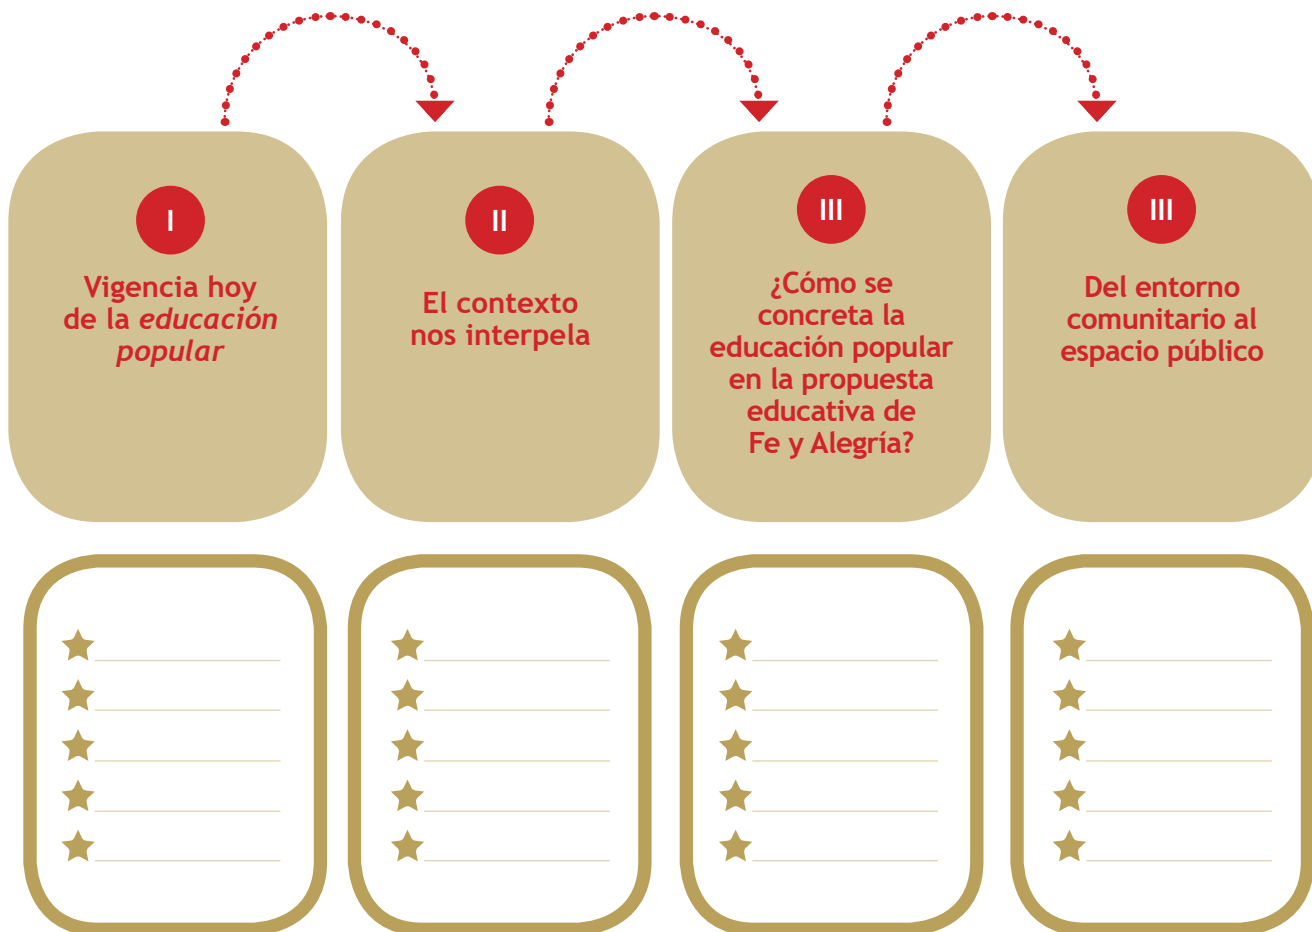 I
Vigencia hoy
de la educación
popular
II
El contexto
nos interpela
III
¿Cómo se
concreta la
educación popular
en la propuesta
educativa de
Fe y Alegría?
III
Del entorno
comunitario al
espacio público